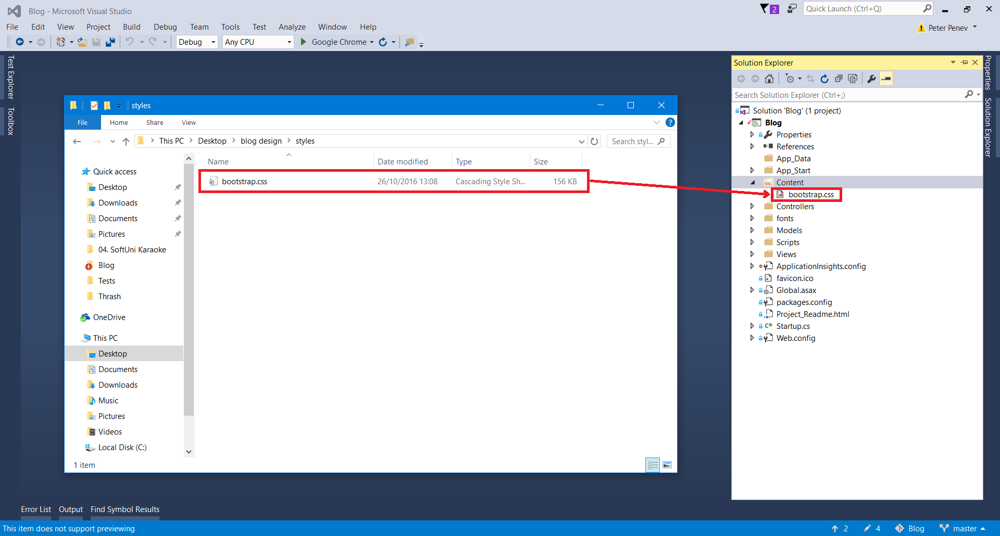 Blog - Microsoft Visual Studio
2
Quick Launch (Ctrl+Q)
File Edit View Project Build Debug Team Tools Test Analyze Window Help
Peter Penev
Debug Any CPU Google Chrome
Test Explorer
Toolbox
styles
File Home Share View
This PC Desktop blog design styles
Search styl...
Name Date modified Type Size
bootstrap.css 26/10/2016 13:08 Cascading Style Sh... 156 KB
Quick access
Desktop
Downloads
Documents
Pictures
04. SoftUni Karaoke
Blog
Tests
Thrash
OneDrive
This PC
Desktop
Documents
Downloads
Music
Pictures
Videos
Local Disk (C:)
1 item
Solution Explorer
Search Solution Explorer (Ctrl+;)
Solution 'Blog' (1 project)
Blog
Properties
References
App_Data
App_Start
Content
bootstrap.css
Controllers
fonts
Models
Scripts
Views
ApplicationInsights.config
favicon.ico
Global.asax
packages.config
Project_Readme.html
C# Startup.cs
Web.config
Properties
Solution Explorer
Error List Output Find Symbol Results
This item does not support previewing
2 4 Blog master